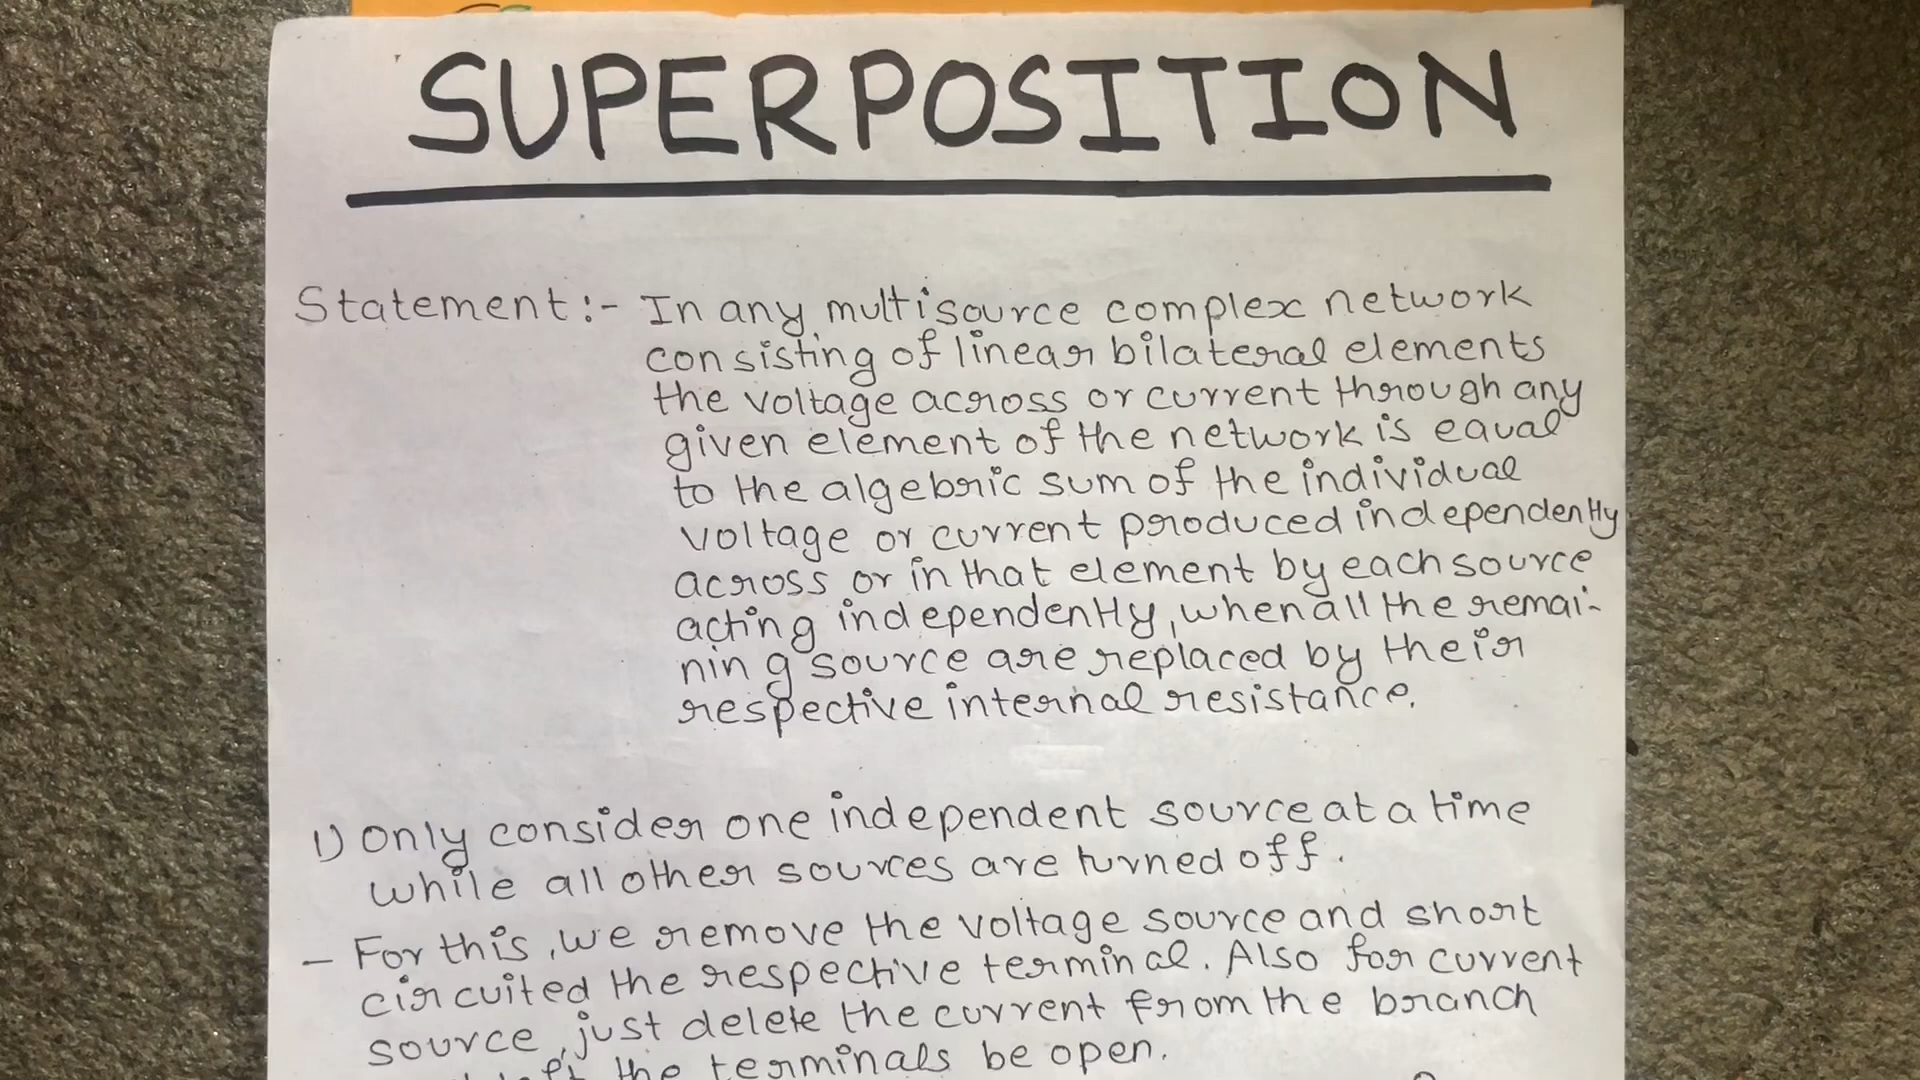 SUPERPOSITION
Statement :- In any multisource complex network
consisting of linear bilateral elements
the voltage across or current through any
given element of the network is equal
to the algebric sum of the individual
voltage or current produced independently
across or in that element by each source
acting independently, when all the remai-
ning source are replaced by their
respective internal resistance.
1) Only consider one independent source at a time
while all other sources are turned off.
- For this, we remove the voltage source and short
circuited the respective terminal. Also for current
source, just delete the current from the branch
the terminals be open.